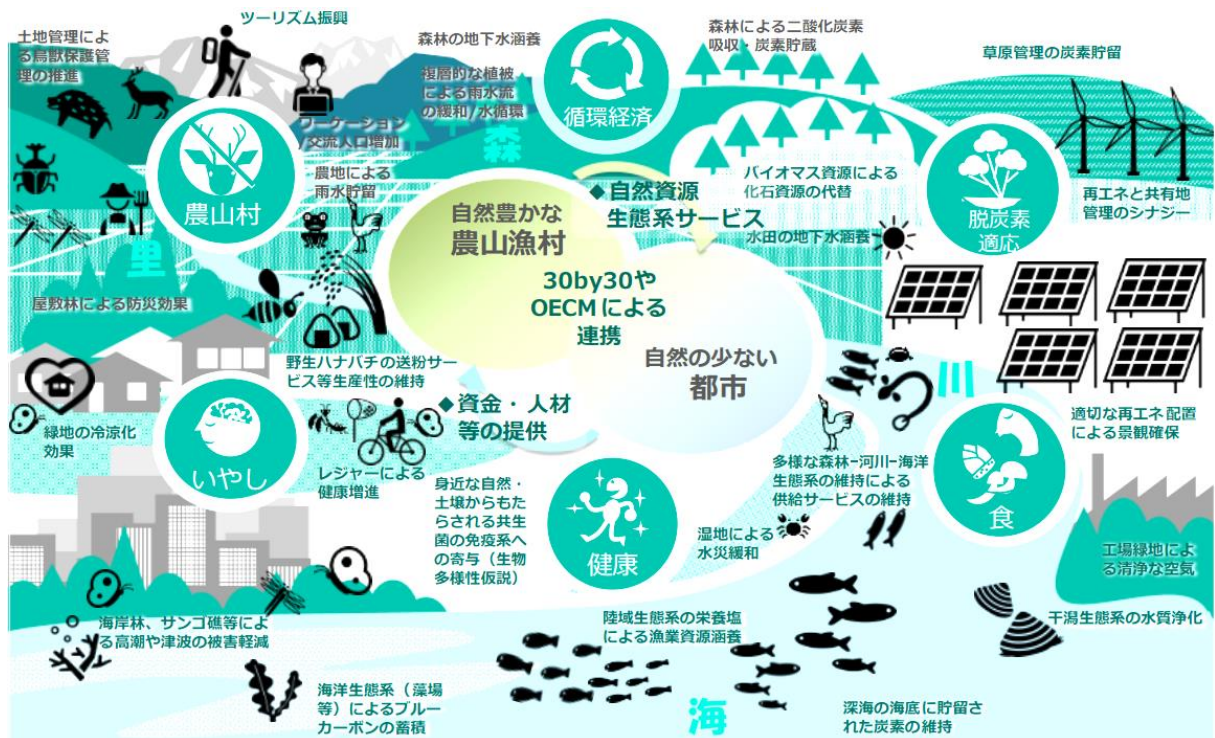 土地管理によ
る鳥獣保護管
理の推進
ツーリズム振興
森林の地下水涵養
複層的な植被
による雨水流
の緩和/水循環
ワーケーション
/交流人口増加
森
循環経済
森林による二酸化炭素
吸収・炭素貯蔵
草原管理の炭素貯留
農山村
農地による
雨水貯留
自然豊かな
農山漁村
◆自然資源
生態系サービス
バイオマス資源による
化石資源の代替
水田の地下水涵養
脱炭素
適応
再エネと共有地
管理のシナジー
里
屋敷林による防災効果
30by30や
OECMによる
連携
自然の少ない
都市
野生ハナバチの送粉サー
ビス等生産性の維持
川
緑地の冷涼化
効果
いやし
レジャーによる
健康増進
◆資金・人材
等の提供
適切な再エネ配置
による景観確保
多様な森林-河川-海洋
生態系の維持による
供給サービスの維持
食
身近な自然・
土壌からもた
らされる共生
菌の免疫系へ
の寄与（生物
多様性仮説）
健康
湿地による
水災緩和
工場緑地によ
る清浄な空気
海岸林、サンゴ礁等によ
る高潮や津波の被害軽減
陸域生態系の栄養塩
による漁業資源涵養
干潟生態系の水質浄化
海洋生態系（藻場
等）によるブルー
カーボンの蓄積
海
深海の海底に貯留さ
れた炭素の維持